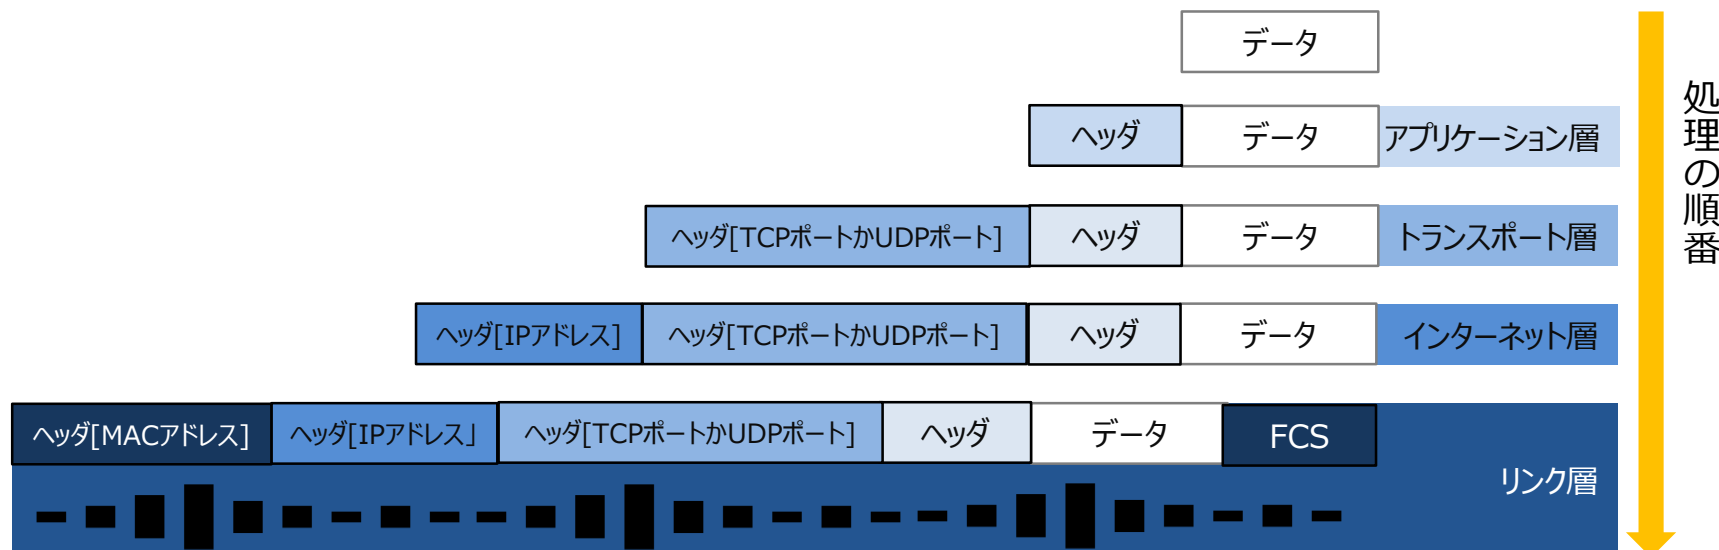 データ
ヘッダ データ アプリケーション層
ヘッダ[TCPポートかUDPポート] ヘッダ データ トランスポート層
ヘッダ[IPアドレス] ヘッダ[TCPポートかUDPポート] ヘッダ データ インターネット層
ヘッダ[MACアドレス] ヘッダ[IPアドレス」 ヘッダ[TCPポートかUDPポート] ヘッダ データ FCS
リンク層
処理の順番